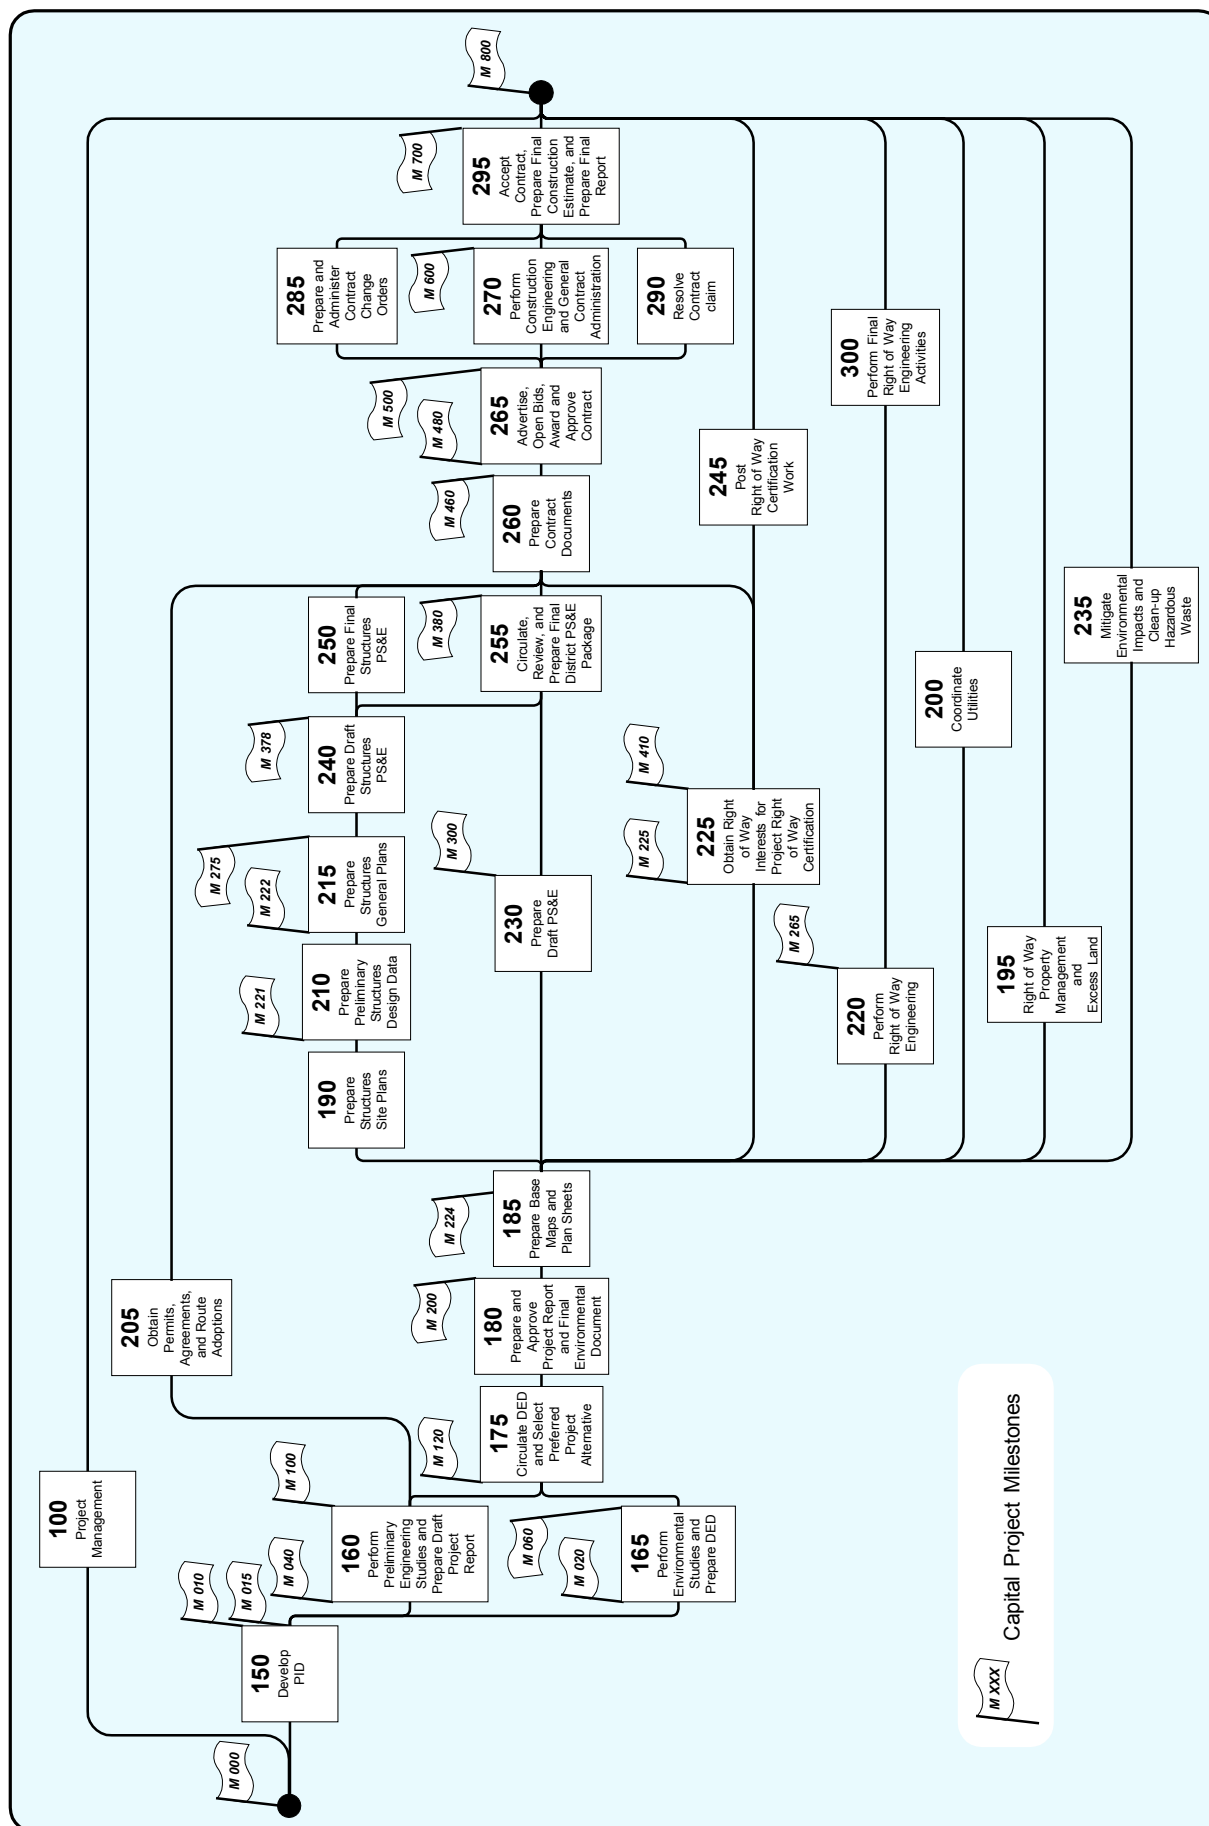 M 000
100
Project
Management
150
Develop
PID
M 010
M 015
M 040
160
Perform
Preliminary
Engineering
Studies and
Prepare Draft
Project
Report
M 100
M 020
M 060
165
Perform
Environmental
Studies and
Prepare DED
205
Obtain
Permits,
Agreements,
and Route
Adoptions
M 120
175
Circulate DED
and Select
Preferred
Project
Alternative
M 200
180
Prepare and
Approve
Project Report
and Final
Environmental
Document
M 224
185
Prepare Base
Maps and
Plan Sheets
190
Prepare
Structures
Site Plans
M 221
210
Prepare
Preliminary
Structures
Design Data
M 222
M 275
215
Prepare
Structures
General Plans
M 378
240
Prepare Draft
Structures
PS&E
250
Prepare Final
Structures
PS&E
M 300
230
Prepare
Draft PS&E
M 380
255
Circulate,
Review, and
Prepare Final
District PS&E
Package
M 225
M 410
225
Obtain Right
of Way
Interests for
Project Right
of Way
Certification
M 265
220
Perform
Right of Way
Engineering
195
Right of Way
Property
Management
and
Excess Land
200
Coordinate
Utilities
235
Mitigate
Environmental
Impacts and
Clean-up
Hazardous
Waste
M 460
260
Prepare
Contract
Documents
M 480
M 500
265
Advertise,
Open Bids,
Award and
Approve
Contract
245
Post
Right of Way
Certification
Work
300
Perform Final
Right of Way
Engineering
Activities
285
Prepare and
Administer
Contract
Change
Orders
M 600
270
Perform
Construction
Engineering
and General
Contract
Administration
290
Resolve
Contract
claim
M 700
295
Accept
Contract,
Prepare Final
Construction
Estimate, and
Prepare Final
Report
M 800
M XXX
Capital Project Milestones